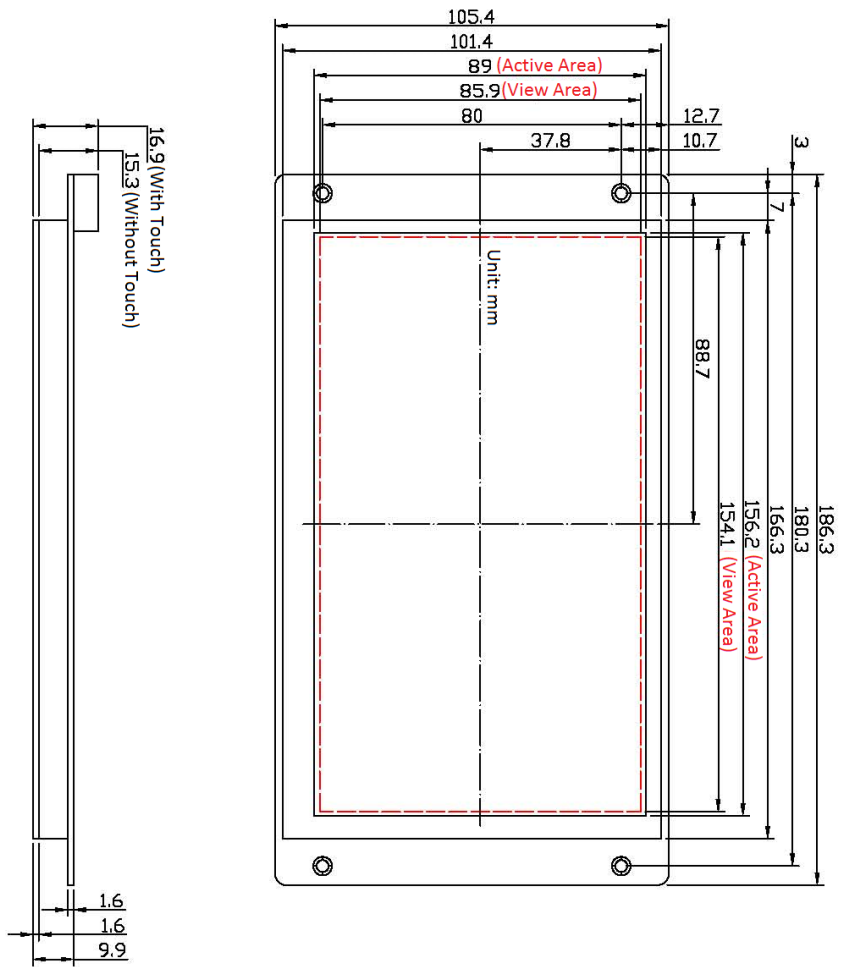 105.4
101.4
89 (Active Area)
85.9(View Area)
80
12.7
37.8
10.7
3
7
16.9(With Touch)
15.3(Without Touch)
Unit: mm
88.7
154.1 (View Area)
156.2 (Active Area)
166.3
180.3
186.3
1.6
1.6
9.9